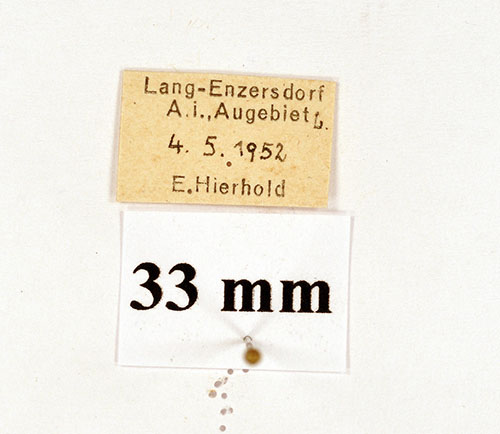 Lang-Enzersdorf
A.i., Augebiet L.
4. 5. 1952
E.Hierhold
33 mm